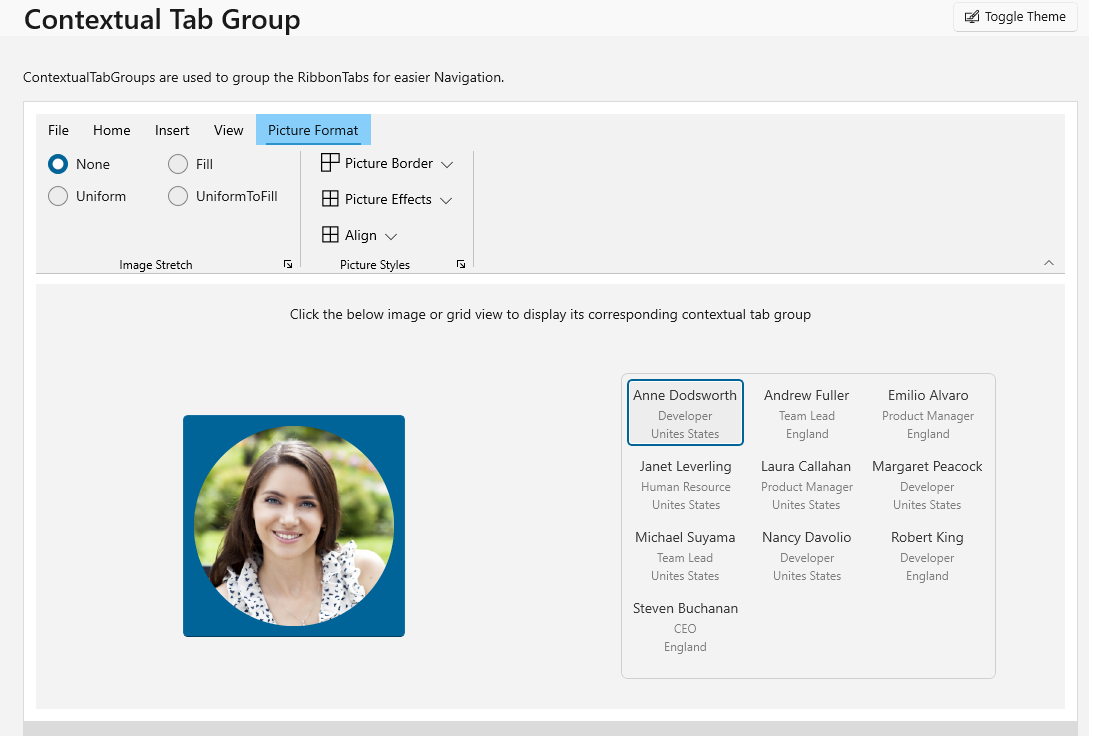 Contextual Tab Group
Toggle Theme
ContextualTabGroups are used to group the RibbonTabs for easier Navigation.
File Home Insert View Picture Format
None Fill
Uniform UniformToFill
Image Stretch
Picture Border
Picture Effects
Align
Picture Styles
Click the below image or grid view to display its corresponding contextual tab group
Anne Dodsworth Andrew Fuller Emilio Alvaro
Developer Team Lead Product Manager
Unites States England England
Janet Leverling Laura Callahan Margaret Peacock
Human Resource Product Manager Developer
Unites States Unites States Unites States
Michael Suyama Nancy Davolio Robert King
Team Lead Developer Developer
Unites States Unites States England
Steven Buchanan
CEO
England